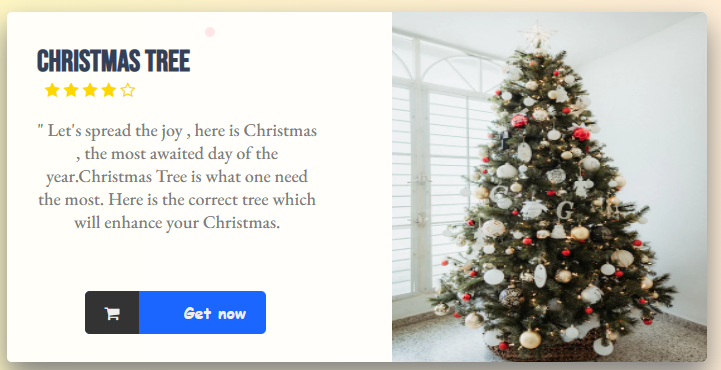 CHRISTMAS TREE
" Let's spread the joy , here is Christmas
, the most awaited day of the
year.Christmas Tree is what one need
the most. Here is the correct tree which
will enhance your Christmas.
Get now